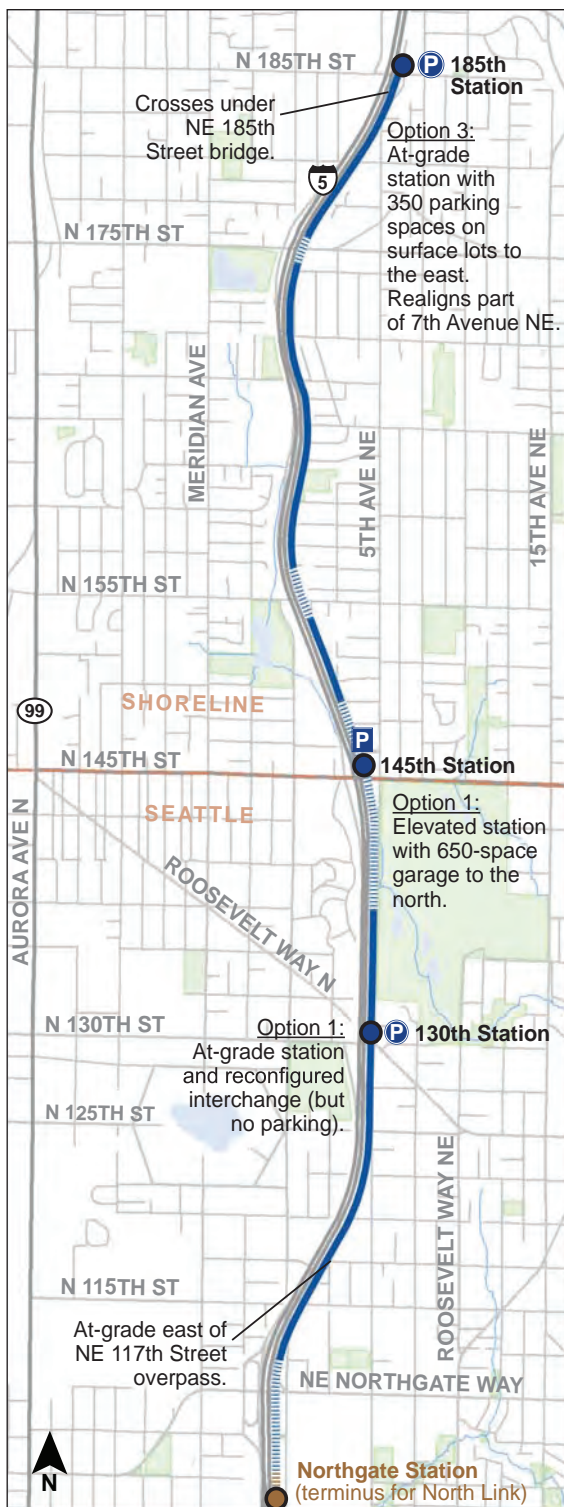 N 185TH ST
P
185th
Station
Crosses under
NE 185th
Street bridge.
Option 3:
At-grade
station with
350 parking
spaces on
surface lots to
the east.
Realigns part
of 7th Avenue NE.
5
N 175TH ST
MERIDIAN AVE
5TH AVE NE
15TH AVE NE
N 155TH ST
SHORELINE
99
P
N 145TH ST
145th Station
SEATTLE
Option 1:
Elevated station
with 650-space
garage to the
north.
AURORA AVE N
ROOSEVELT WAY N
N 130TH ST
P
130th Station
Option 1:
At-grade station
and reconfigured
interchange (but
no parking).
N 125TH ST
ROOSEVELT WAY NE
N 115TH ST
At-grade east of
NE 117th Street
overpass.
NE NORTHGATE WAY
N
Northgate Station
(terminus for North Link)